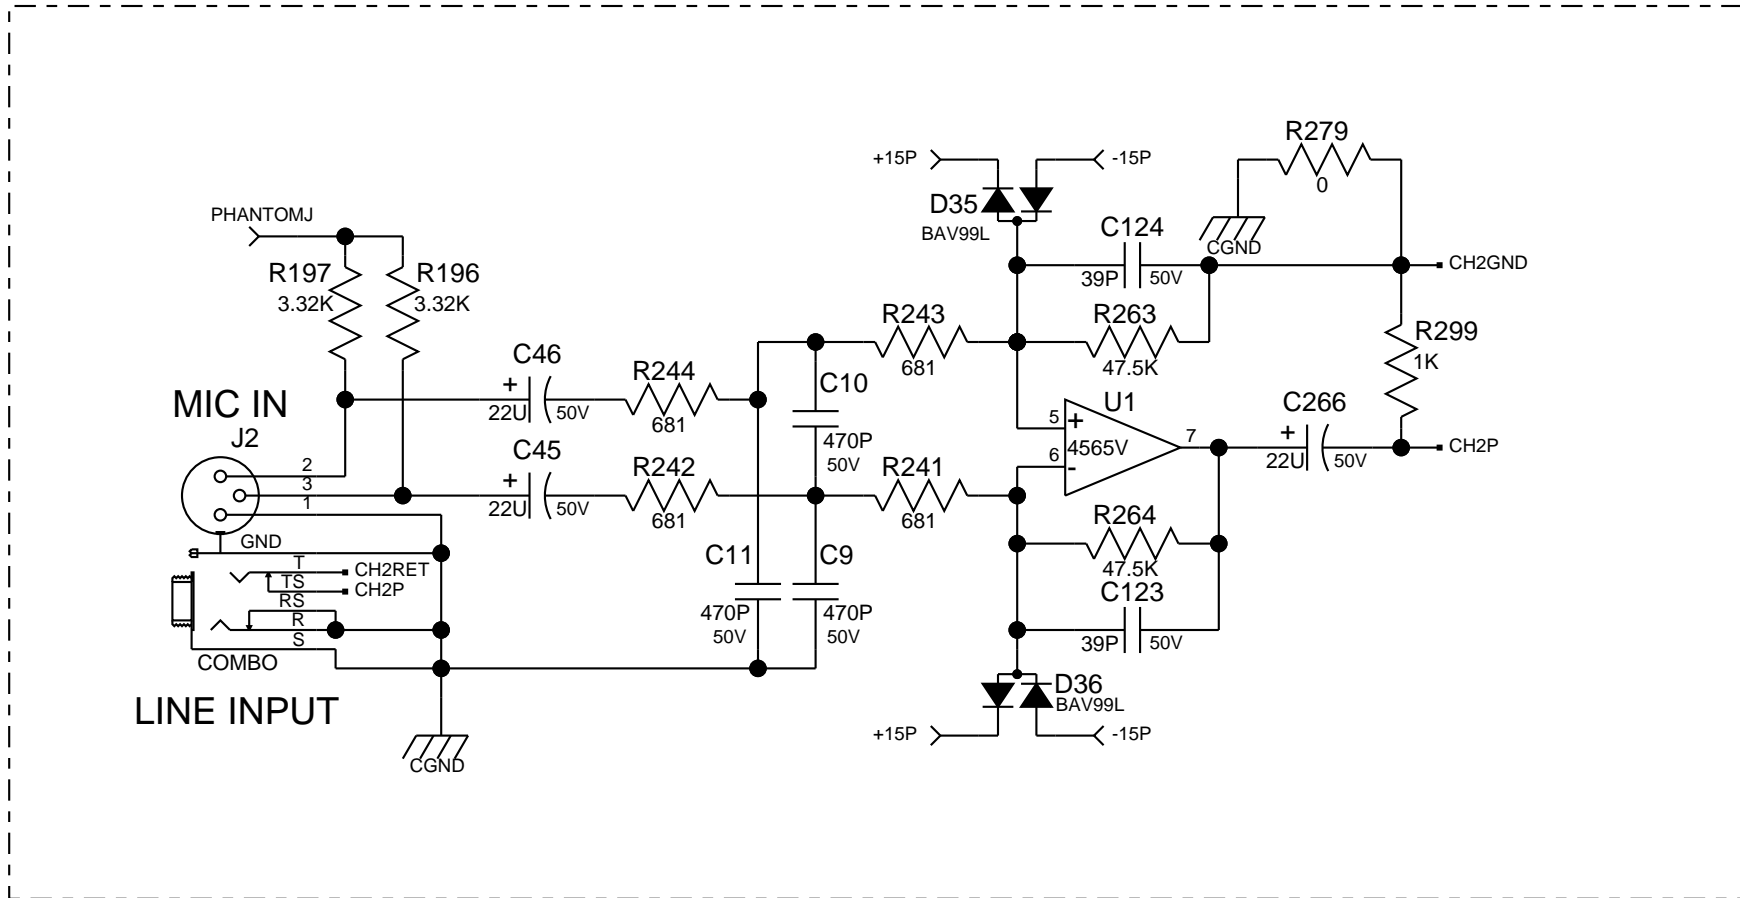 R279
0
CGND
+15P
-15P
D35
BAV99L
PHANTOMJ
C124
39P
50V
CH2GND
R197
3.32K
R196
3.32K
R243
681
R263
47.5K
R299
1K
C46
+
22U
50V
R244
681
C10
470P
50V
U1
5
+
4565V
6
-
7
C266
+
22U
50V
CH2P
MIC IN
J2
2
3
1
C45
+
22U
50V
R242
681
R241
681
R264
47.5K
GND
T
CH2RET
TS
CH2P
RS
R
S
COMBO
C11
470P
50V
C9
470P
50V
C123
39P
50V
LINE INPUT
D36
BAV99L
+15P
-15P
CGND